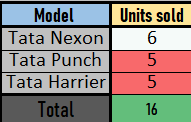 Model Units sold
Tata Nexon 6
Tata Punch 5
Tata Harrier 5
Total 16